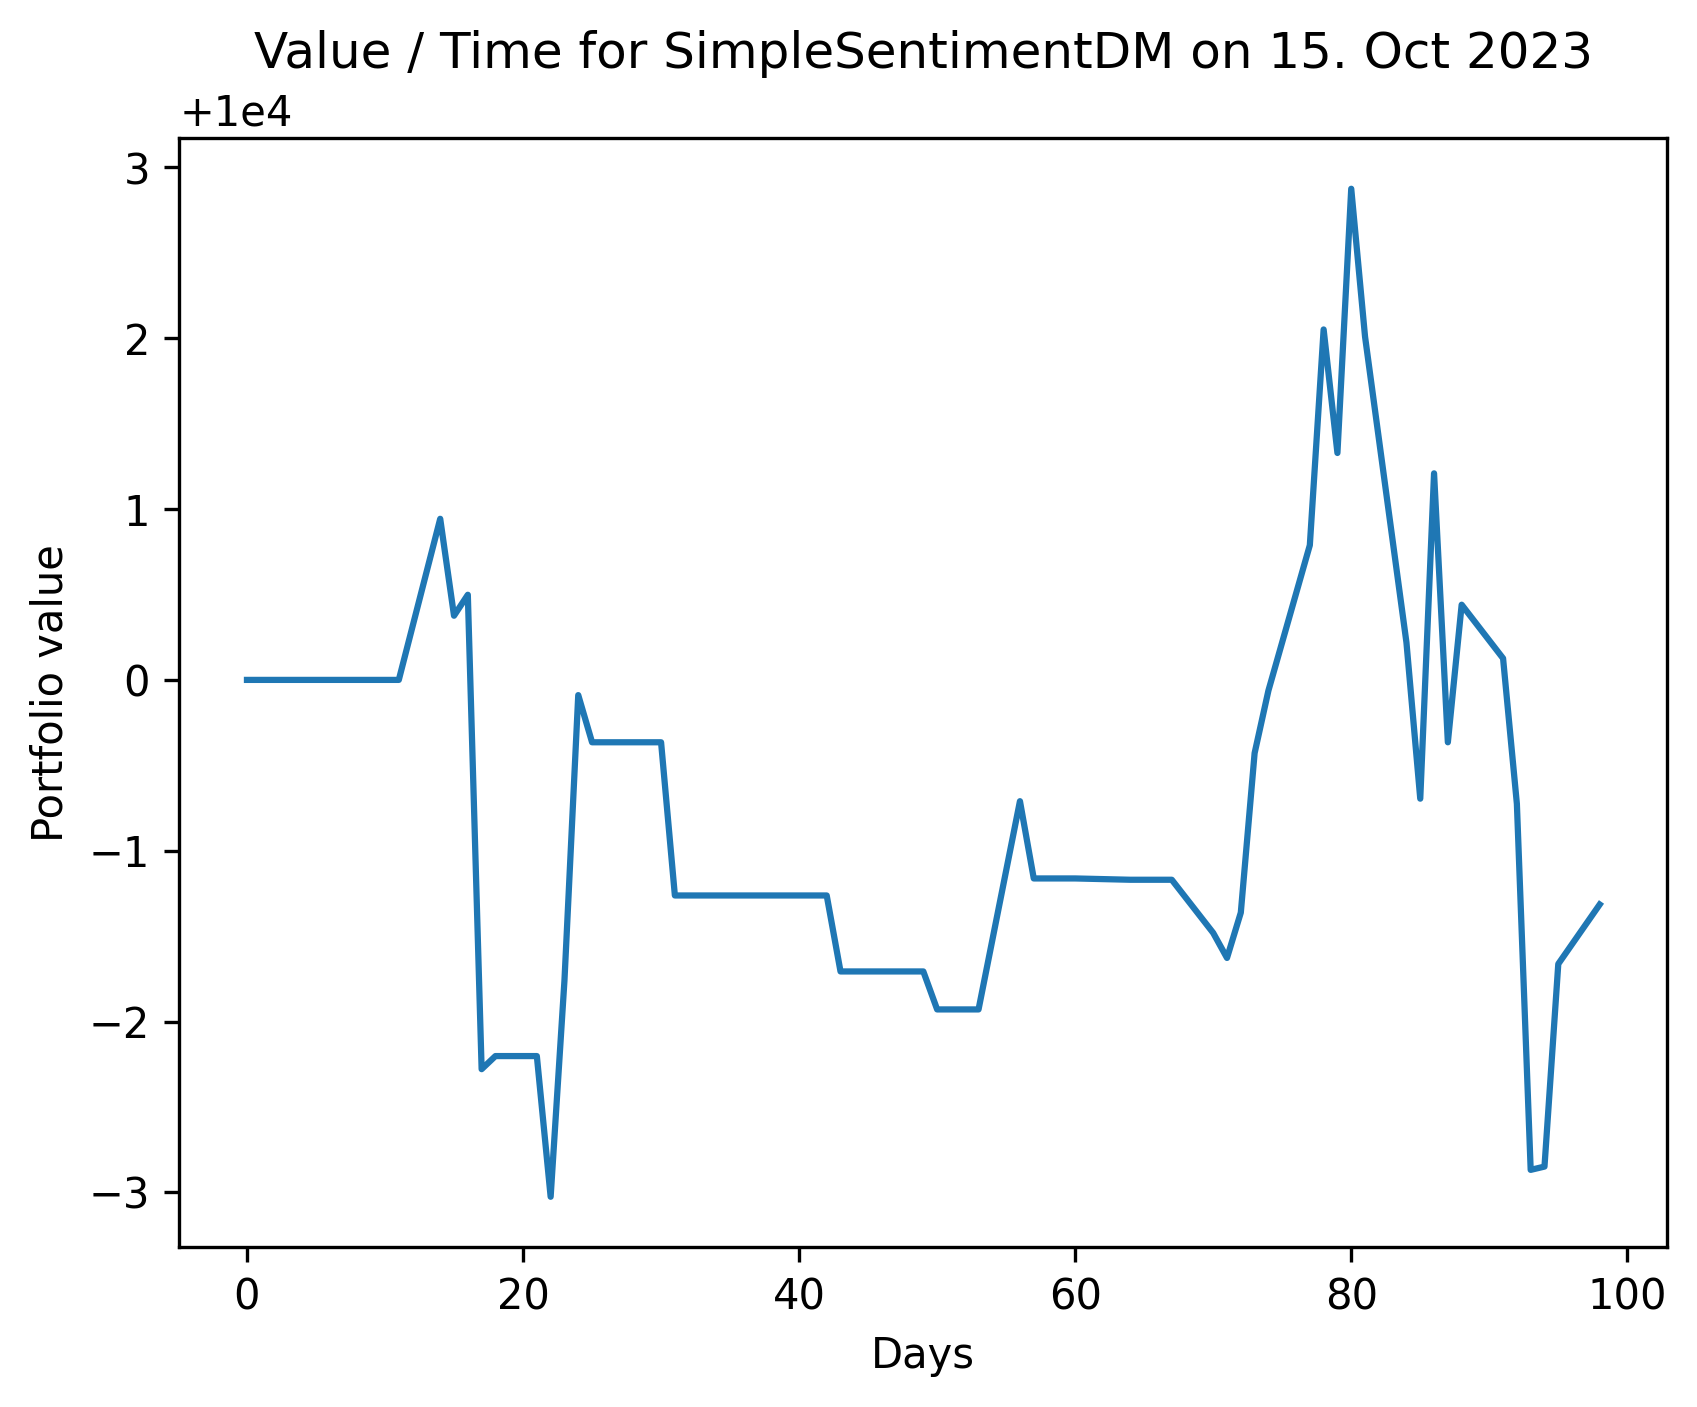 Value / Time for SimpleSentimentDM on 15. Oct 2023
+1e4
3
2
1
0
−1
−2
−3
Portfolio value
0 20 40 60 80 100
Days